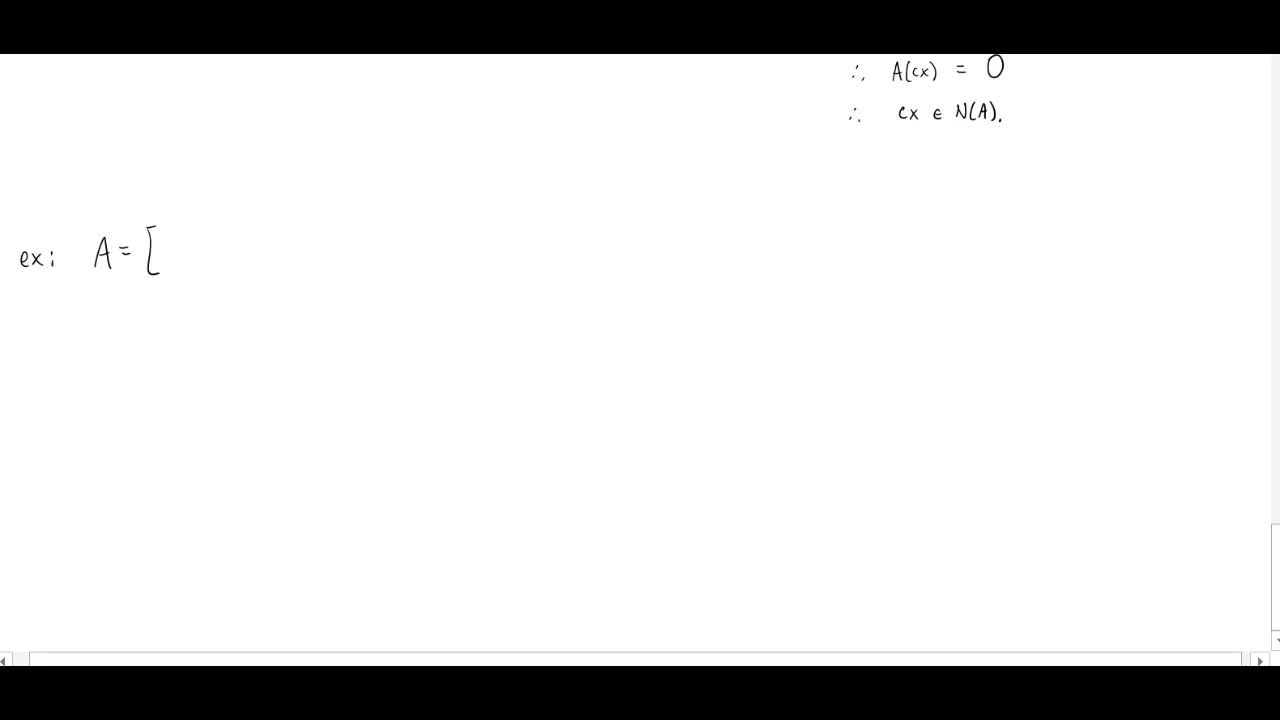 ∴ A(cx) = 0
∴ cx ∈ N(A).
ex: A = [